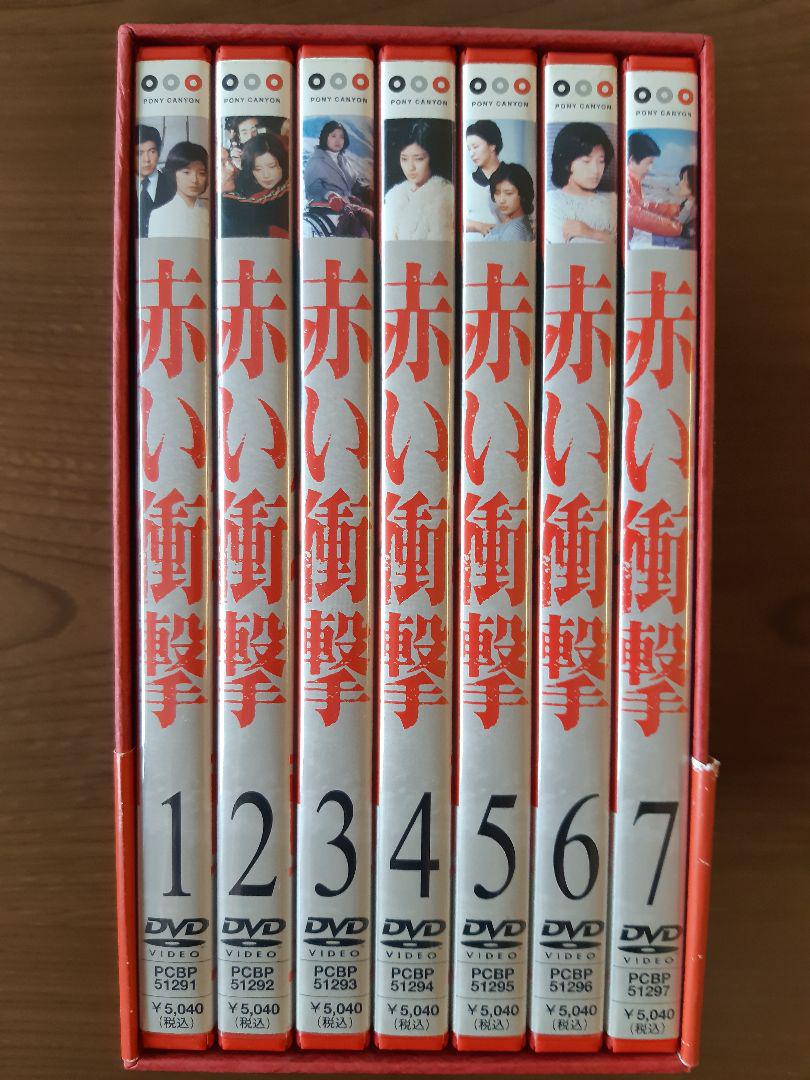 PONY CANYON
赤い衝撃
1
DVD
VIDEO
PCBP
51291
￥5,040
(税込)
PONY CANYON
赤い衝撃
2
DVD
VIDEO
PCBP
51292
￥5,040
(税込)
PONY CANYON
赤い衝撃
3
DVD
VIDEO
PCBP
51293
￥5,040
(税込)
PONY CANYON
赤い衝撃
4
DVD
VIDEO
PCBP
51294
￥5,040
(税込)
PONY CANYON
赤い衝撃
5
DVD
VIDEO
PCBP
51295
￥5,040
(税込)
PONY CANYON
赤い衝撃
6
DVD
VIDEO
PCBP
51296
￥5,040
(税込)
PONY CANYON
赤い衝撃
7
DVD
VIDEO
PCBP
51297
￥5,040
(税込)